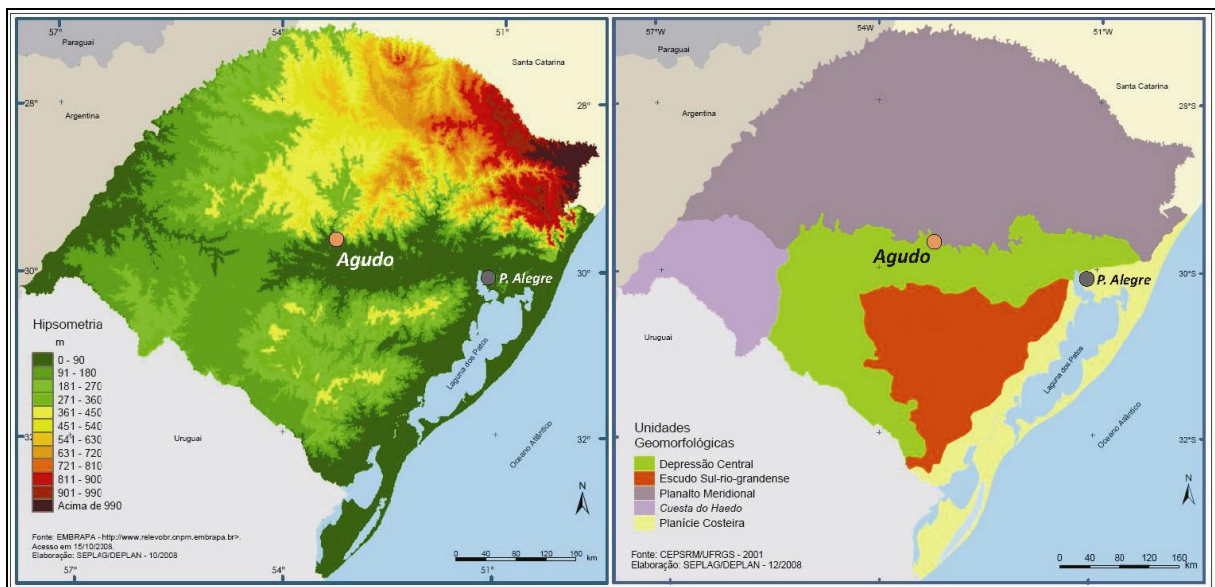 57°
54°
51°
Paraguai
Santa Catarina
28°
Argentina
Agudo
30°
P. Alegre
Hipsometria
m
0 - 90
91 - 180
181 - 270
271 - 360
361 - 450
451 - 540
541 - 630
631 - 720
721 - 810
811 - 900
901 - 990
Acima de 990
Laguna dos Patos
Uruguai
32°
32°
Oceano Atlântico
N
Fonte: EMBRAPA - http://www.relevobr.cnpm.embrapa.br>.
Acesso em 15/10/2008.
Elaboração: SEPLAG/DEPLAN - 10/2008
0 40 80 120 160 km
57°
54°
51°
57°W
54W
51°W
Paraguai
Santa Catarina
28°S
Argentina
Agudo
30°S
P. Alegre
Uruguai
Laguna dos Patos
Unidades
Geomorfológicas
Depressão Central
Escudo Sul-rio-grandense
Planalto Meridional
Cuesta do Haedo
Planície Costeira
Oceano Atlântico
32°S
N
Fonte: CEPSRM/UFRGS - 2001
Elaboração: SEPLAG/DEPLAN - 12/2008
0 40 80 120 160
km